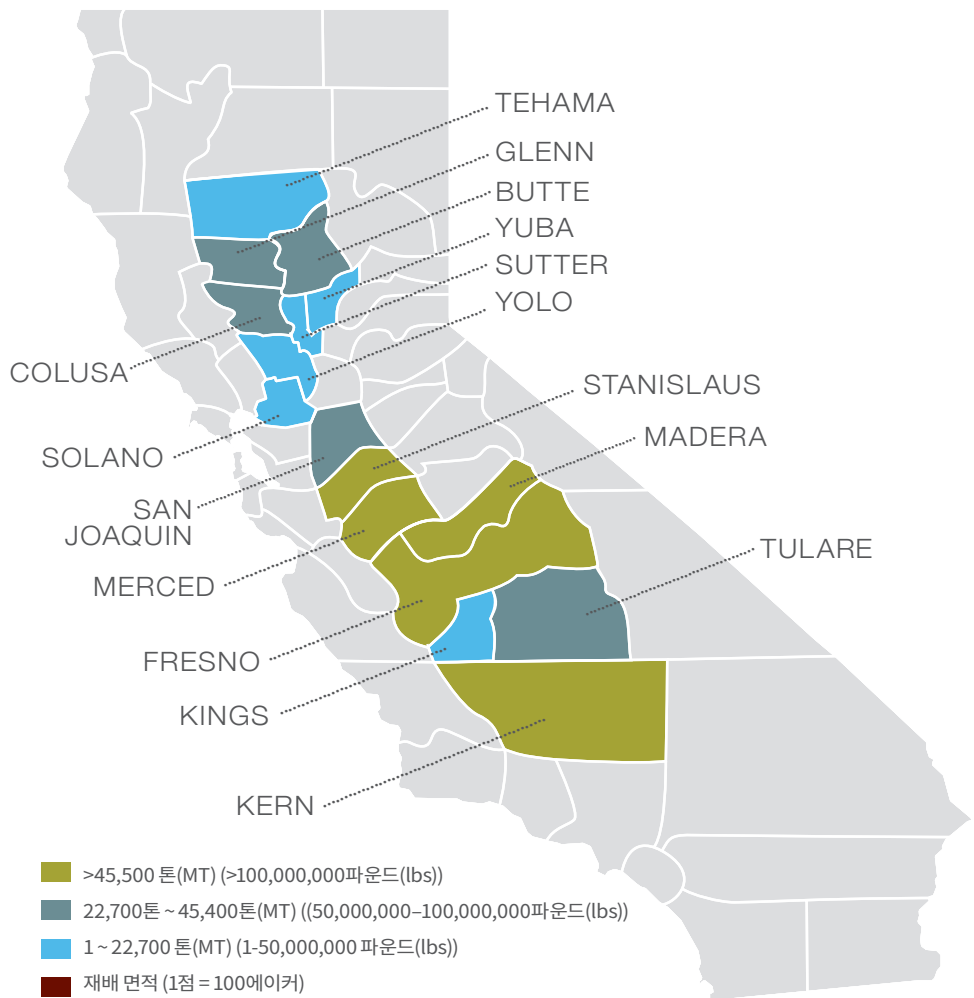 TEHAMA
GLENN
BUTTE
YUBA
SUTTER
YOLO
COLUSA
STANISLAUS
MADERA
SOLANO
SAN
JOAQUIN
TULARE
MERCED
FRESNO
KINGS
KERN
>45,500 톤(MT) (>100,000,000파운드(lbs))
22,700톤 ~ 45,400톤(MT) ((50,000,000–100,000,000파운드(lbs))
1 ~ 22,700 톤(MT) (1-50,000,000 파운드(lbs))
재배 면적 (1점 = 100에이커)